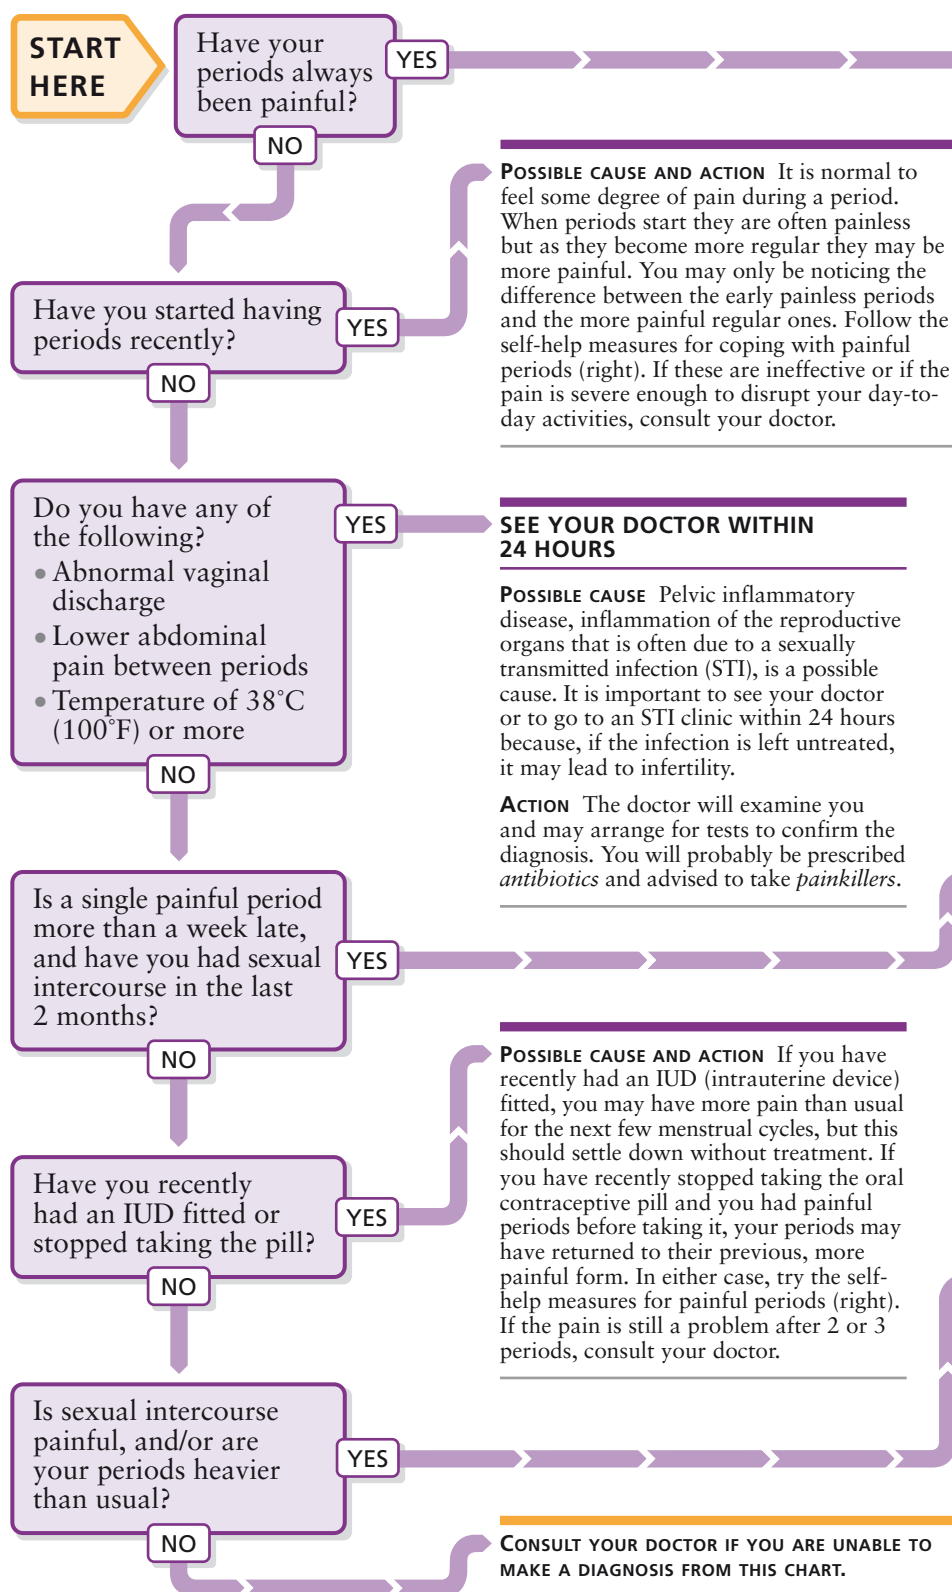 START
HERE
Have your
periods always
been painful?
YES
NO
POSSIBLE CAUSE AND ACTION It is normal to
feel some degree of pain during a period.
When periods start they are often painless
but as they become more regular they may be
more painful. You may only be noticing the
difference between the early painless periods
and the more painful regular ones. Follow the
self-help measures for coping with painful
periods (right). If these are ineffective or if the
pain is severe enough to disrupt your day-to-
day activities, consult your doctor.
Have you started having
periods recently?
YES
NO
Do you have any of
the following?
• Abnormal vaginal
discharge
• Lower abdominal
pain between periods
• Temperature of 38˚C
(100˚F) or more
YES
NO
SEE YOUR DOCTOR WITHIN
24 HOURS
POSSIBLE CAUSE Pelvic inflammatory
disease, inflammation of the reproductive
organs that is often due to a sexually
transmitted infection (STI), is a possible
cause. It is important to see your doctor
or to go to an STI clinic within 24 hours
because, if the infection is left untreated,
it may lead to infertility.
ACTION The doctor will examine you
and may arrange for tests to confirm the
diagnosis. You will probably be prescribed
antibiotics and advised to take painkillers.
Is a single painful period
more than a week late,
and have you had sexual
intercourse in the last
2 months?
YES
NO
POSSIBLE CAUSE AND ACTION If you have
recently had an IUD (intrauterine device)
fitted, you may have more pain than usual
for the next few menstrual cycles, but this
should settle down without treatment. If
you have recently stopped taking the oral
contraceptive pill and you had painful
periods before taking it, your periods may
have returned to their previous, more
painful form. In either case, try the self-
help measures for painful periods (right).
If the pain is still a problem after 2 or 3
periods, consult your doctor.
Have you recently
had an IUD fitted or
stopped taking the pill?
YES
NO
Is sexual intercourse
painful, and/or are
your periods heavier
than usual?
YES
NO
CONSULT YOUR DOCTOR IF YOU ARE UNABLE TO
MAKE A DIAGNOSIS FROM THIS CHART.